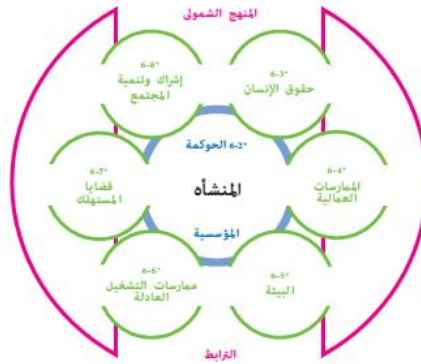 المنهج الشمولى
6-3*
حقوق الإنسان
6-8*
إشراك وتنمية
المجتمع
6-2* الحوكمة
6-4*
الممارسات
العمالية
المنشأه
6-7*
قضايا
المستهلك
المؤسسية
6-5*
البيئة
6-6*
ممارسات التشغيل
العادلة
الترابط